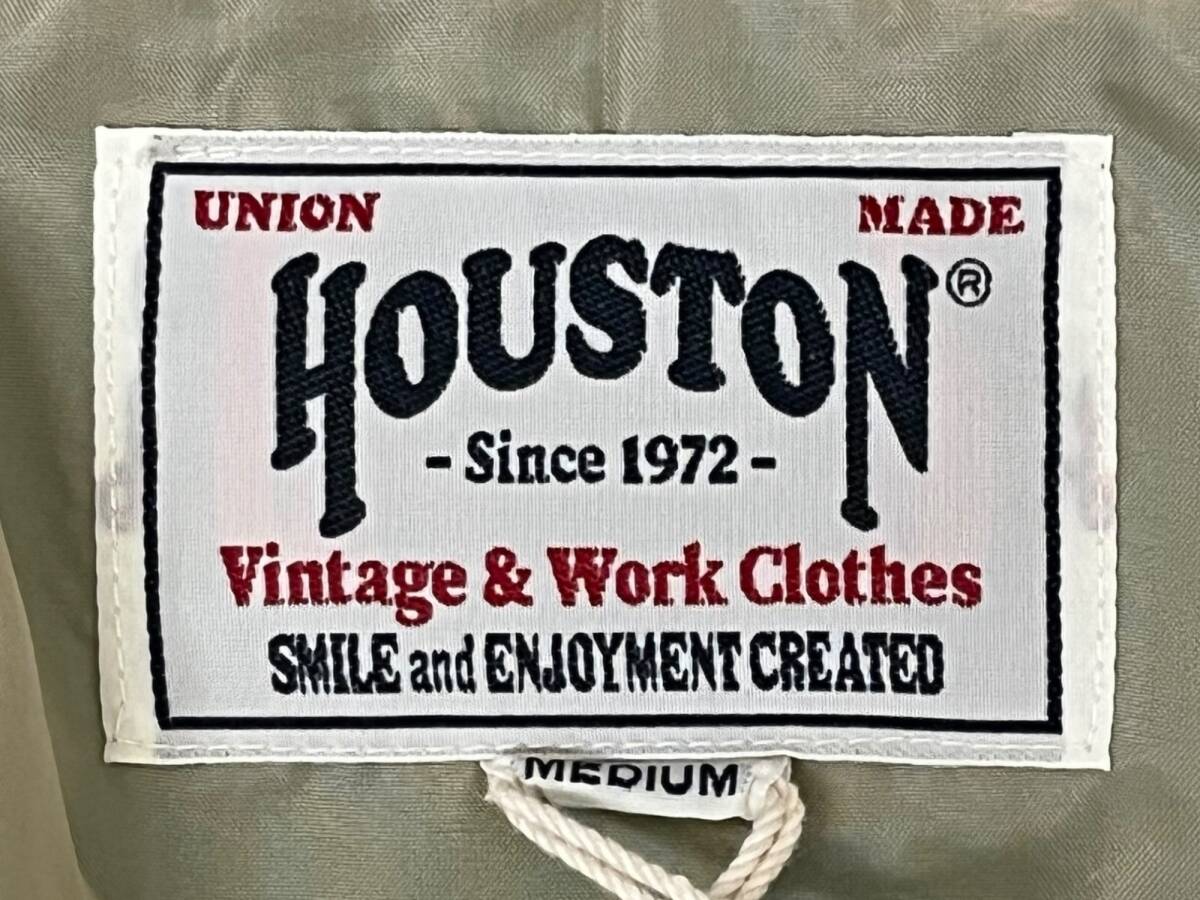 UNION MADE
HOUSTON®
- Since 1972 -
Vintage & Work Clothes
SMILE and ENJOYMENT CREATED
MEDIUM